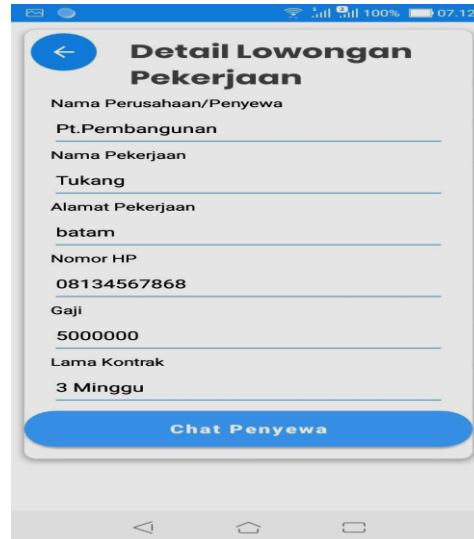 100% 07.12
Detail Lowongan
Pekerjaan
Nama Perusahaan/Penyewa
Pt.Pembangunan
Nama Pekerjaan
Tukang
Alamat Pekerjaan
batam
Nomor HP
08134567868
Gaji
5000000
Lama Kontrak
3 Minggu
Chat Penyewa